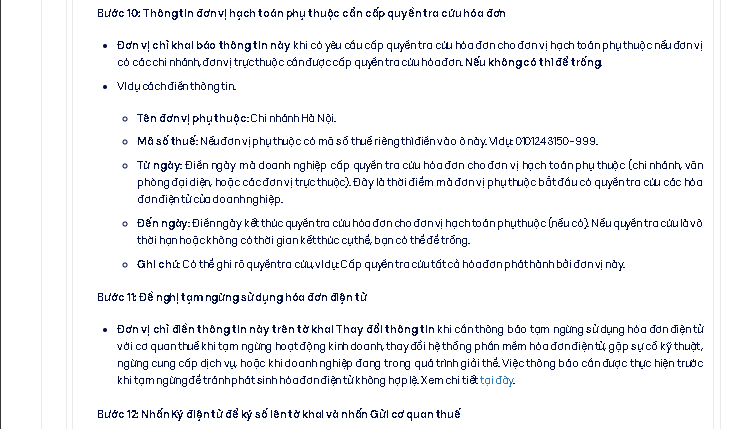 Bước 10: Thông tin đơn vị hạch toán phụ thuộc cần cấp quyền tra cứu hóa đơn
Đơn vị chỉ khai báo thông tin này khi có yêu cầu cấp quyền tra cứu hóa đơn cho đơn vị hạch toán phụ thuộc nếu đơn vị
có các chi nhánh, đơn vị trực thuộc cần được cấp quyền tra cứu hóa đơn. Nếu không có thì để trống.
Ví dụ cách điền thông tin.
Tên đơn vị phụ thuộc: Chi nhánh Hà Nội.
Mã số thuế: Nếu đơn vị phụ thuộc có mã số thuế riêng thì điền vào ô này. Ví dụ: 0101243150-999.
Từ ngày: Điền ngày mà doanh nghiệp cấp quyền tra cứu hóa đơn cho đơn vị hạch toán phụ thuộc (chi nhánh, văn
phòng đại diện, hoặc các đơn vị trực thuộc). Đây là thời điểm mà đơn vị phụ thuộc bắt đầu có quyền tra cứu các hóa
đơn điện tử của doanh nghiệp.
Đến ngày: Điền ngày kết thúc quyền tra cứu hóa đơn cho đơn vị hạch toán phụ thuộc (nếu có). Nếu quyền tra cứu là vô
thời hạn hoặc không có thời gian kết thúc cụ thể, bạn có thể để trống.
Ghi chú: Có thể ghi rõ quyền tra cứu, ví dụ: Cấp quyền tra cứu tất cả hóa đơn phát hành bởi đơn vị này.
Bước 11: Đề nghị tạm ngừng sử dụng hóa đơn điện tử
Đơn vị chỉ điền thông tin này trên tờ khai Thay đổi thông tin khi cần thông báo tạm ngừng sử dụng hóa đơn điện tử
với cơ quan thuế khi tạm ngừng hoạt động kinh doanh, thay đổi hệ thống phần mềm hóa đơn điện tử, gặp sự cố kỹ thuật,
ngừng cung cấp dịch vụ, hoặc khi doanh nghiệp đang trong quá trình giải thể. Việc thông báo cần được thực hiện trước
khi tạm ngừng để tránh phát sinh hóa đơn điện tử không hợp lệ. Xem chi tiết tại đây.
Bước 12: Nhấn Ký điện tử để ký số lên tờ khai và nhấn Gửi cơ quan thuế